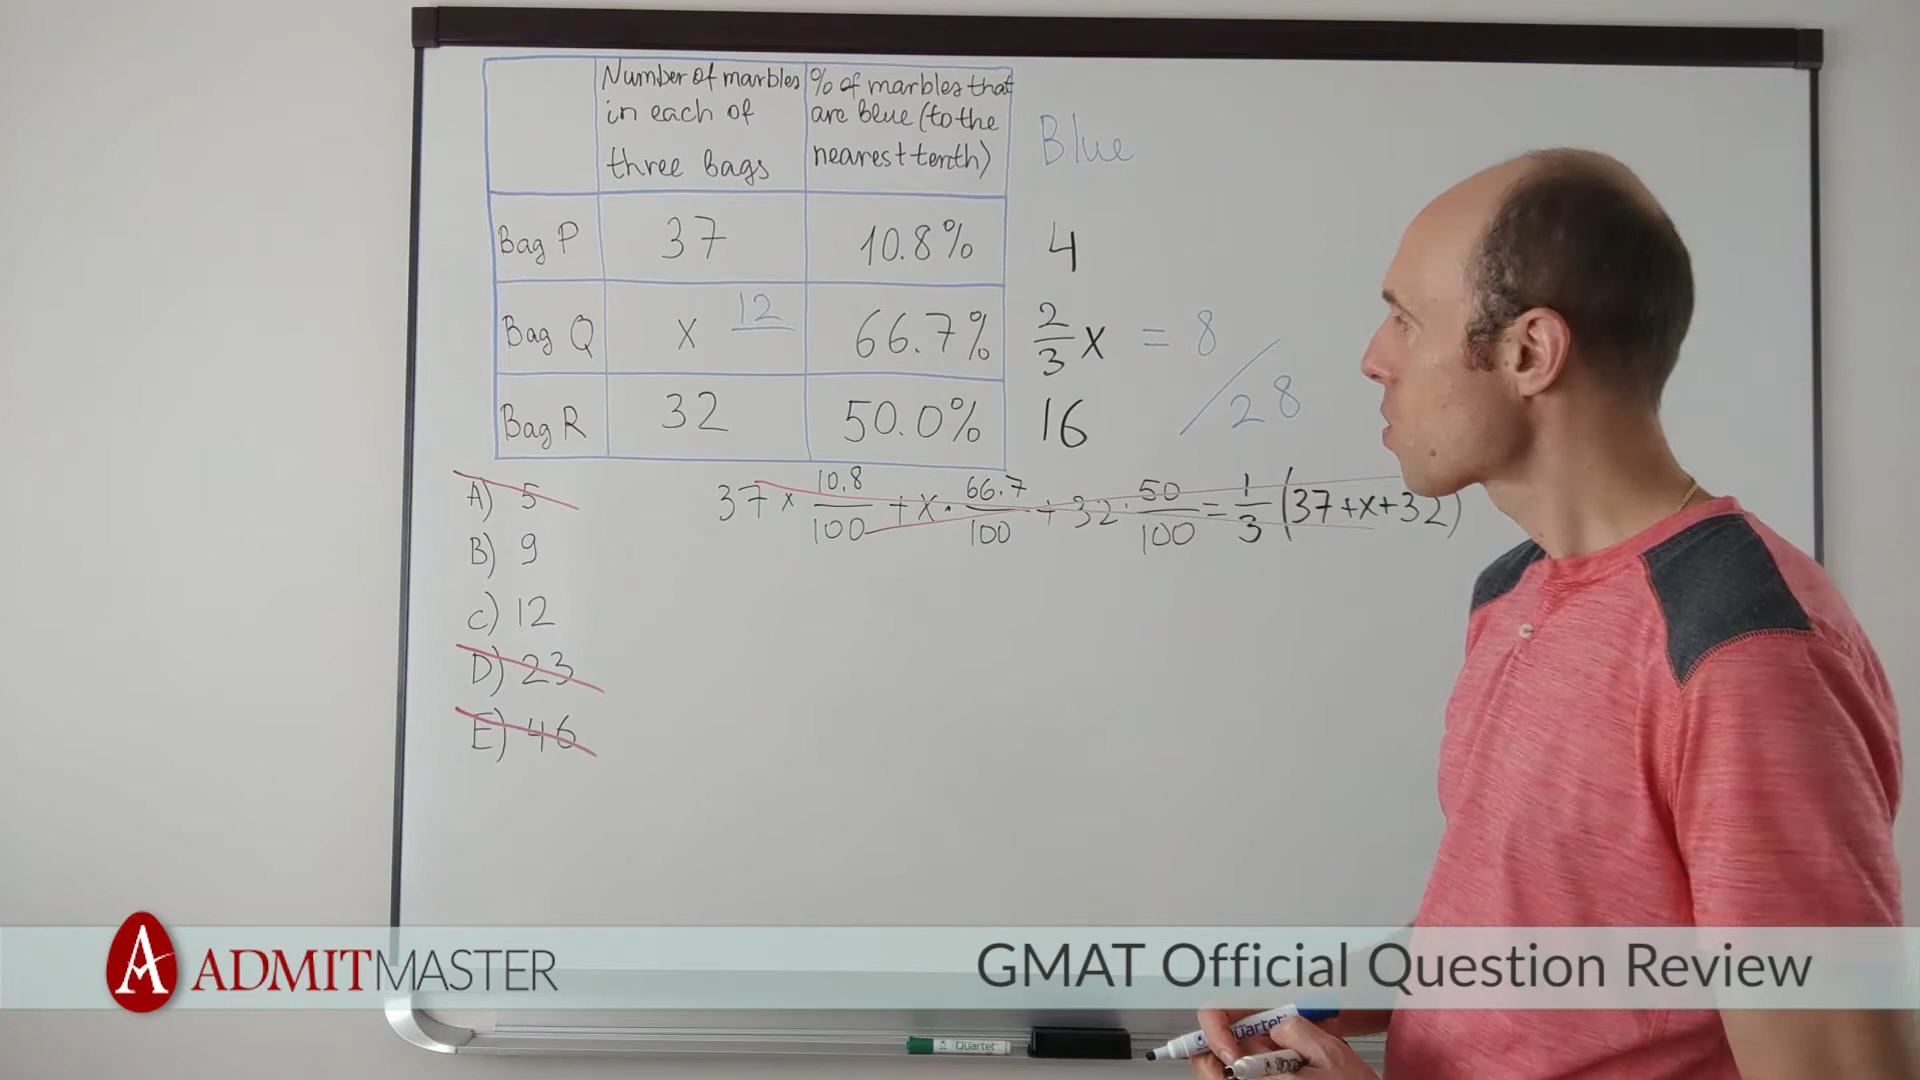 Number of marbles in each of three bags
% of marbles that are blue (to the nearest tenth)
Blue
Bag P 37 10.8% 4
Bag Q x 12 66.7% 2/3 x = 8
Bag R 32 50.0% 16 / 28
37 × 10.8/100 + x · 66.7/100 + 32 · 50/100 = 1/3 (37+x+32)
A) 5
B) 9
C) 12
D) 23
E) 46
ADMITMASTER
GMAT Official Question Review
Quartet
Quartet